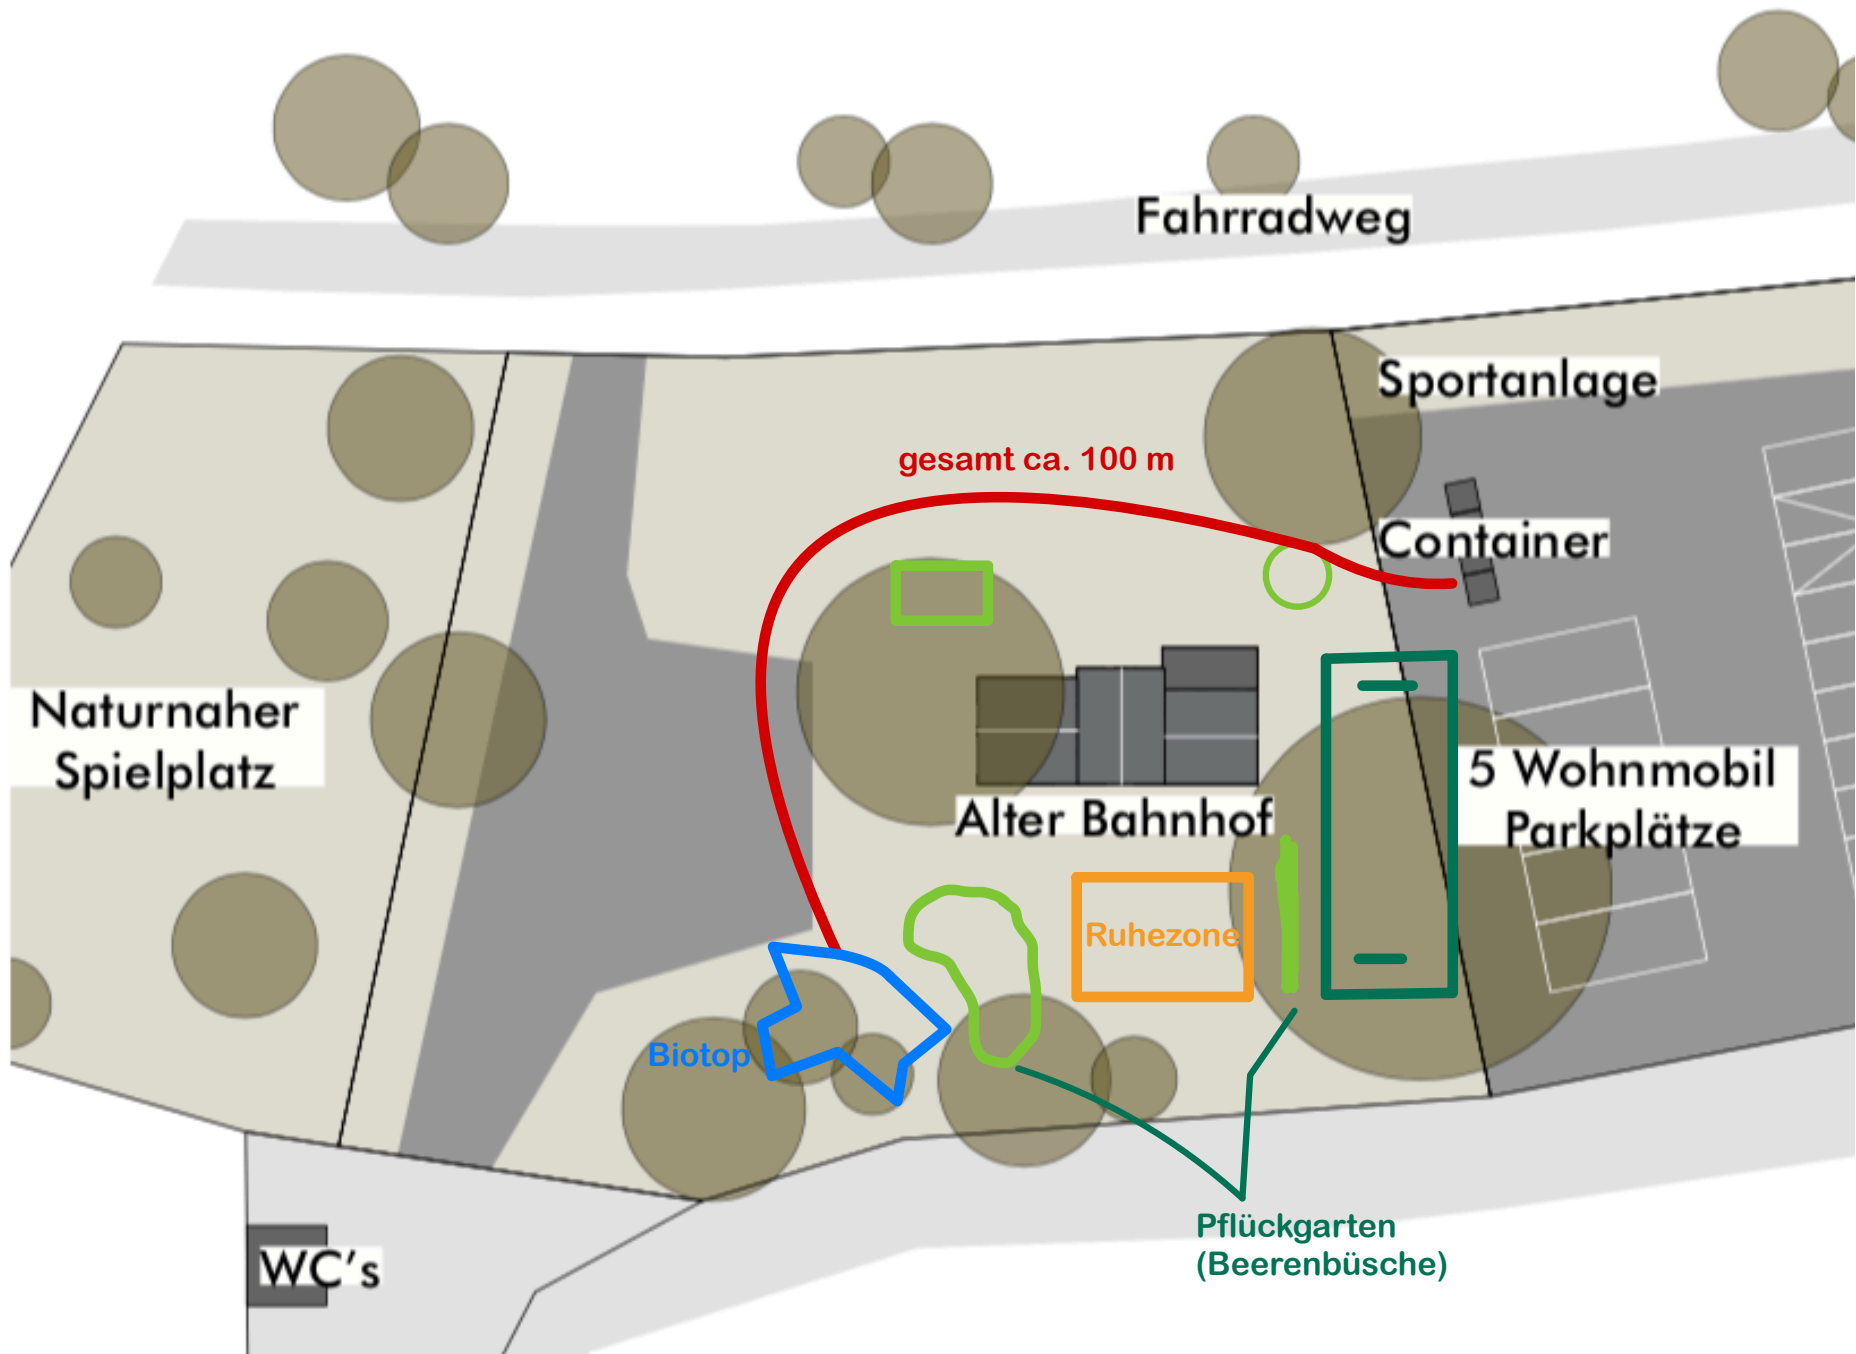 Fahrradweg
Sportanlage
gesamt ca. 100 m
Container
Naturnaher
Spielplatz
5 Wohnmobil
Parkplätze
Alter Bahnhof
Ruhezone
Biotop
Pflückgarten
(Beerenbüsche)
WC's